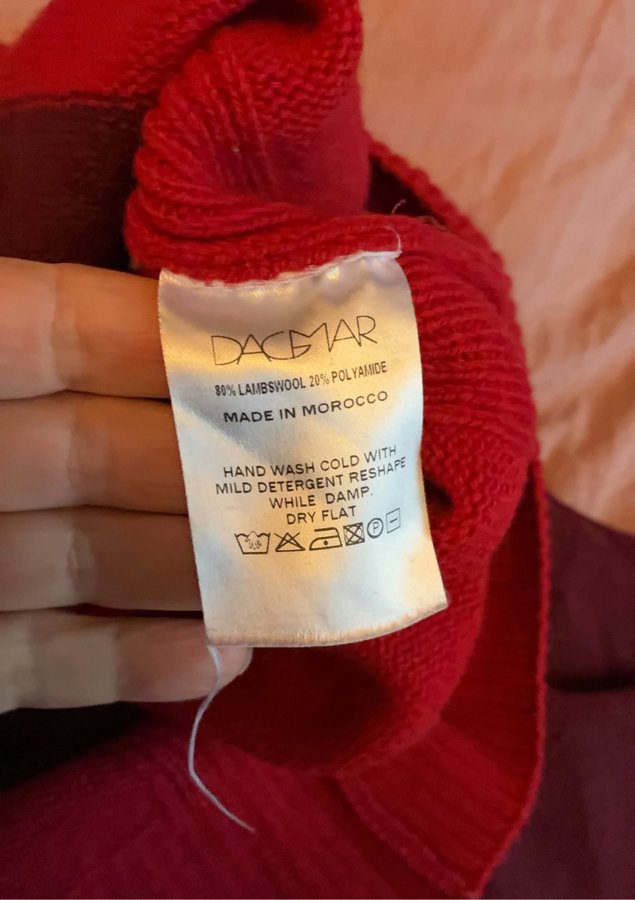 DAGMAR
80% LAMBSWOOL 20% POLYAMIDE
MADE IN MOROCCO
HAND WASH COLD WITH
MILD DETERGENT RESHAPE
WHILE DAMP.
DRY FLAT
P